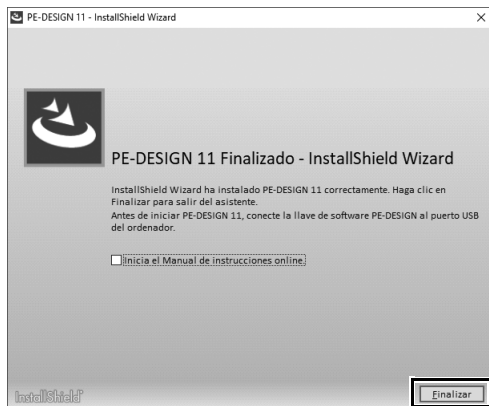 PE-DESIGN 11 - InstallShield Wizard
PE-DESIGN 11 Finalizado - InstallShield Wizard
InstallShield Wizard ha instalado PE-DESIGN 11 correctamente. Haga clic en
Finalizar para salir del asistente.
Antes de iniciar PE-DESIGN 11, conecte la llave de software PE-DESIGN al puerto USB
del ordenador.
Inicia el Manual de instrucciones online.
InstallShield
Finalizar